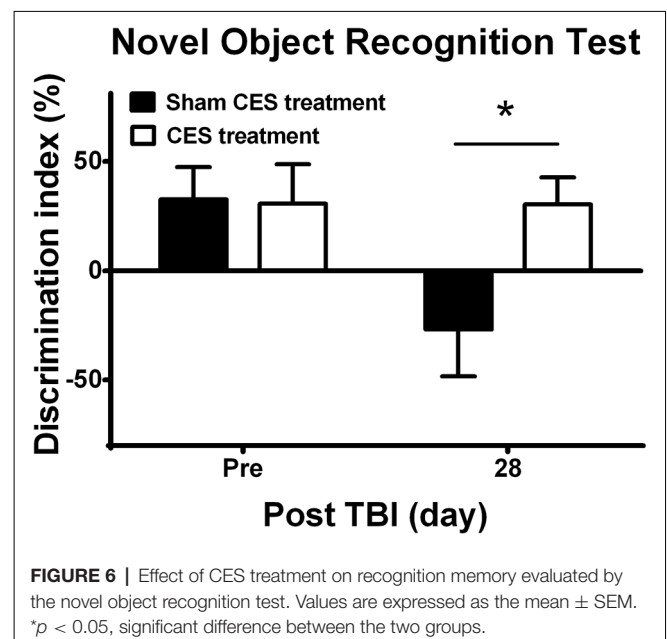 Novel Object Recognition Test
Discrimination index (%)
Sham CES treatment
CES treatment
*
50
0
-50
Pre
28
Post TBI (day)
FIGURE 6 | Effect of CES treatment on recognition memory evaluated by
the novel object recognition test. Values are expressed as the mean ± SEM.
*p < 0.05, significant difference between the two groups.